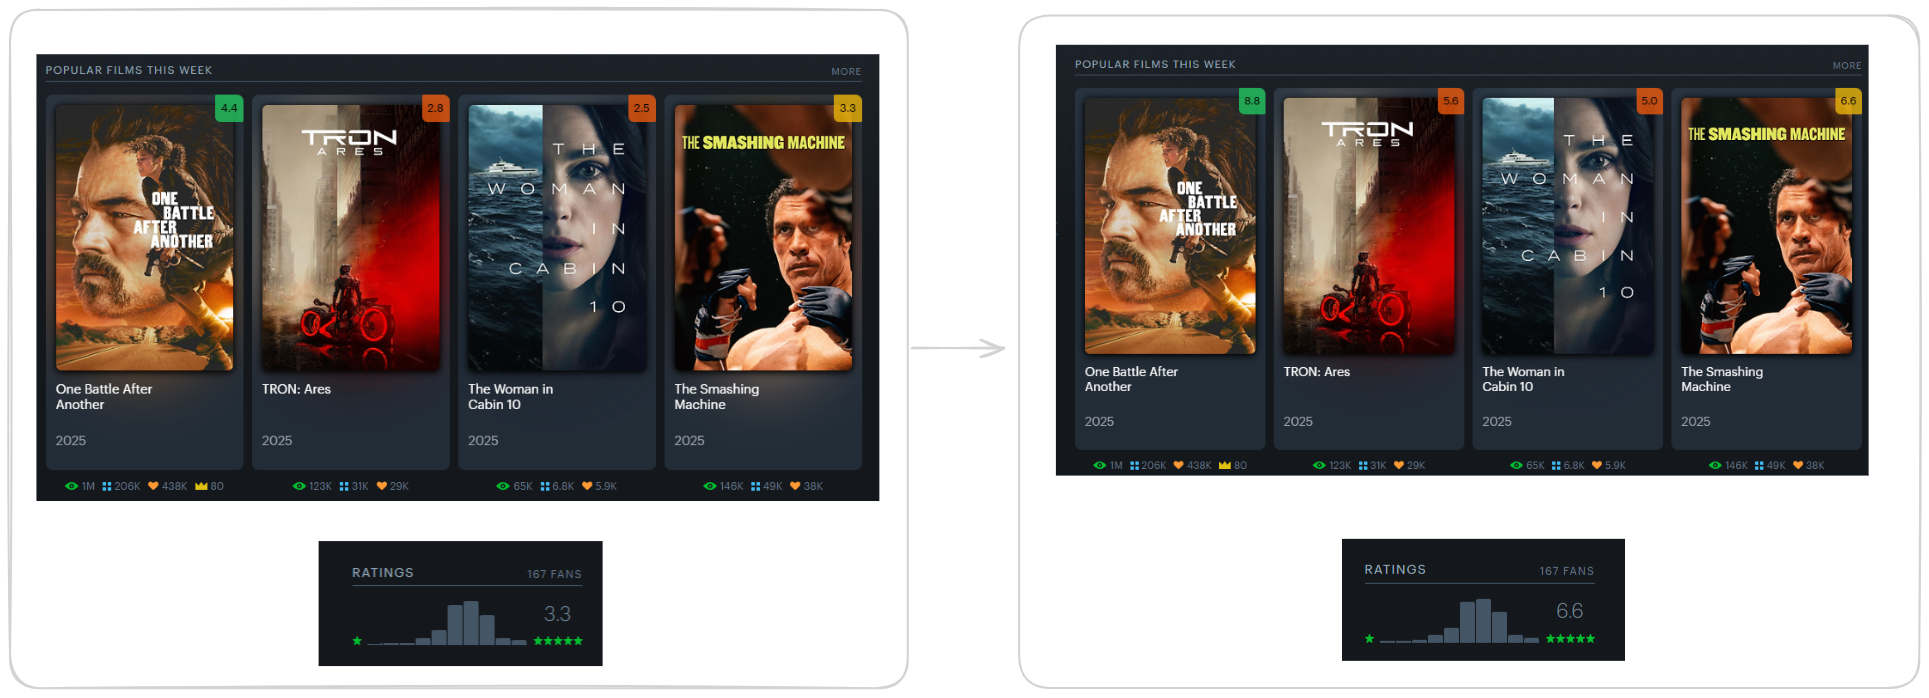 POPULAR FILMS THIS WEEK
MORE
4.4
2.8
2.5
3.3
ONE
BATTLE
AFTER
ANOTHER
TRON
ARES
THE
WOMAN
IN
CABIN
10
THE SMASHING MACHINE
One Battle After
Another
2025
TRON: Ares
2025
The Woman in
Cabin 10
2025
The Smashing
Machine
2025
1M 206K 438K 80
123K 31K 29K
65K 6.8K 5.9K
146K 49K 38K
RATINGS
167 FANS
3.3
POPULAR FILMS THIS WEEK
MORE
8.8
5.6
5.0
6.6
ONE
BATTLE
AFTER
ANOTHER
TRON
ARES
THE
WOMAN
IN
CABIN
10
THE SMASHING MACHINE
One Battle After
Another
2025
TRON: Ares
2025
The Woman in
Cabin 10
2025
The Smashing
Machine
2025
1M 206K 438K 80
123K 31K 29K
65K 6.8K 5.9K
146K 49K 38K
RATINGS
167 FANS
6.6